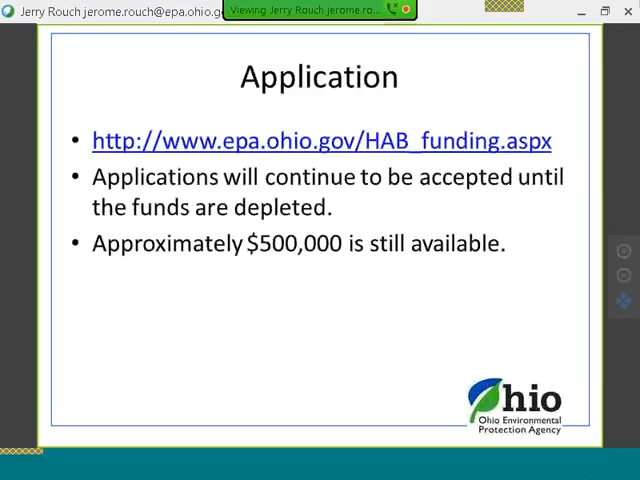 Jerry Rouch jerome.rouch@epa.ohio.go
Viewing Jerry Rouch jerome.ro...
Application
• http://www.epa.ohio.gov/HAB_funding.aspx
• Applications will continue to be accepted until
the funds are depleted.
• Approximately $500,000 is still available.
Ohio
Ohio Environmental
Protection Agency